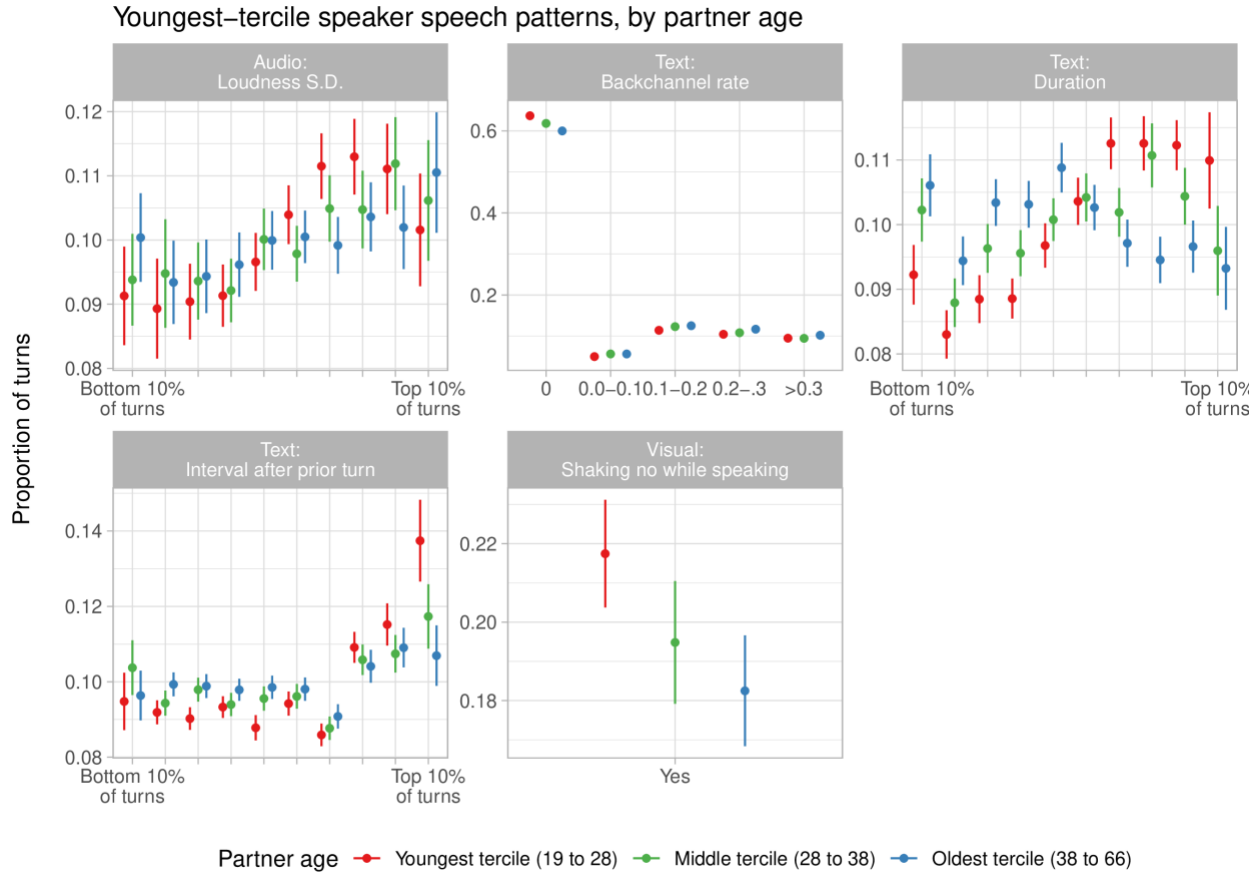 Youngest−tercile speaker speech patterns, by partner age
Audio:
Loudness S.D.
Text:
Backchannel rate
Text:
Duration
0.12
0.11
0.10
0.09
0.08
Bottom 10%
of turns
Top 10%
of turns
0.6
0.4
0.2
0
0.0−0.1
0.1−0.2
0.2−.3
>0.3
0.11
0.10
0.09
0.08
Bottom 10%
of turns
Top 10%
of turns
Proportion of turns
Text:
Interval after prior turn
Visual:
Shaking no while speaking
0.14
0.12
0.10
0.08
Bottom 10%
of turns
Top 10%
of turns
0.22
0.20
0.18
Yes
Partner age
Youngest tercile (19 to 28)
Middle tercile (28 to 38)
Oldest tercile (38 to 66)